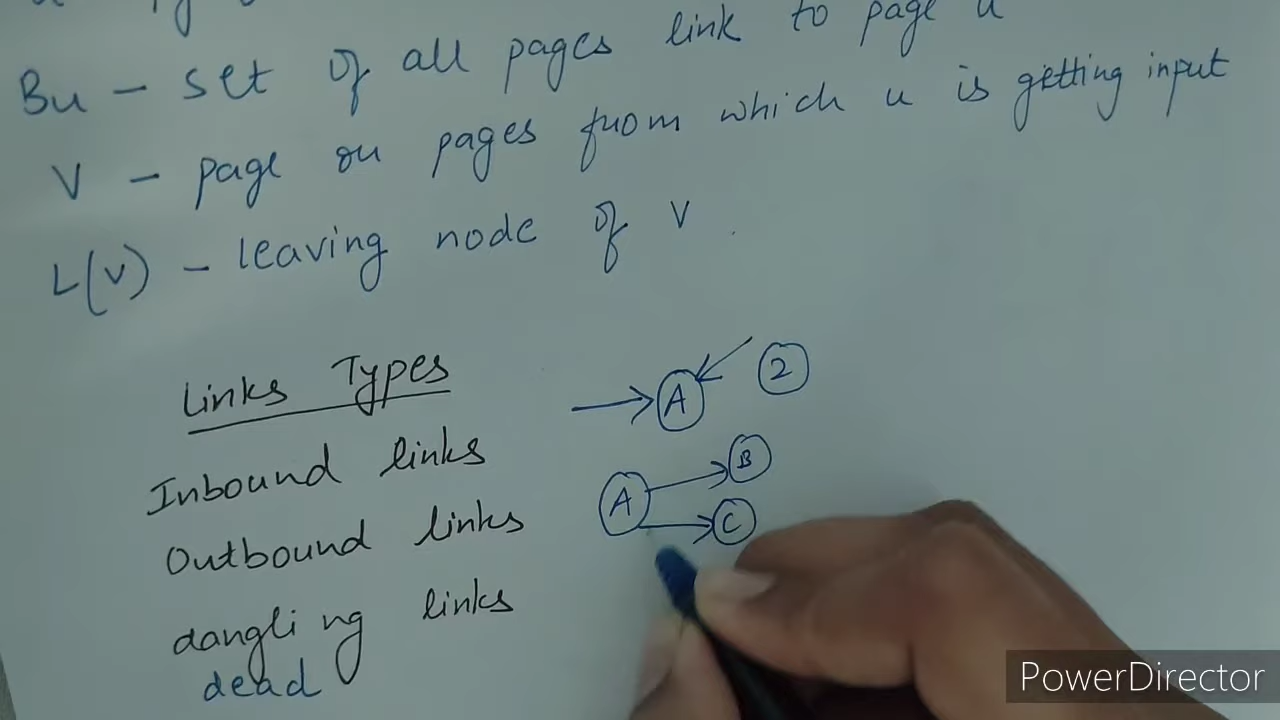 Bu - set of all pages link to page u
V - page or pages from which u is getting input
L(V) - leaving node of V
Links Types
A 2
Inbound links
A B
Outbound links
C
dangling links
dead
PowerDirector